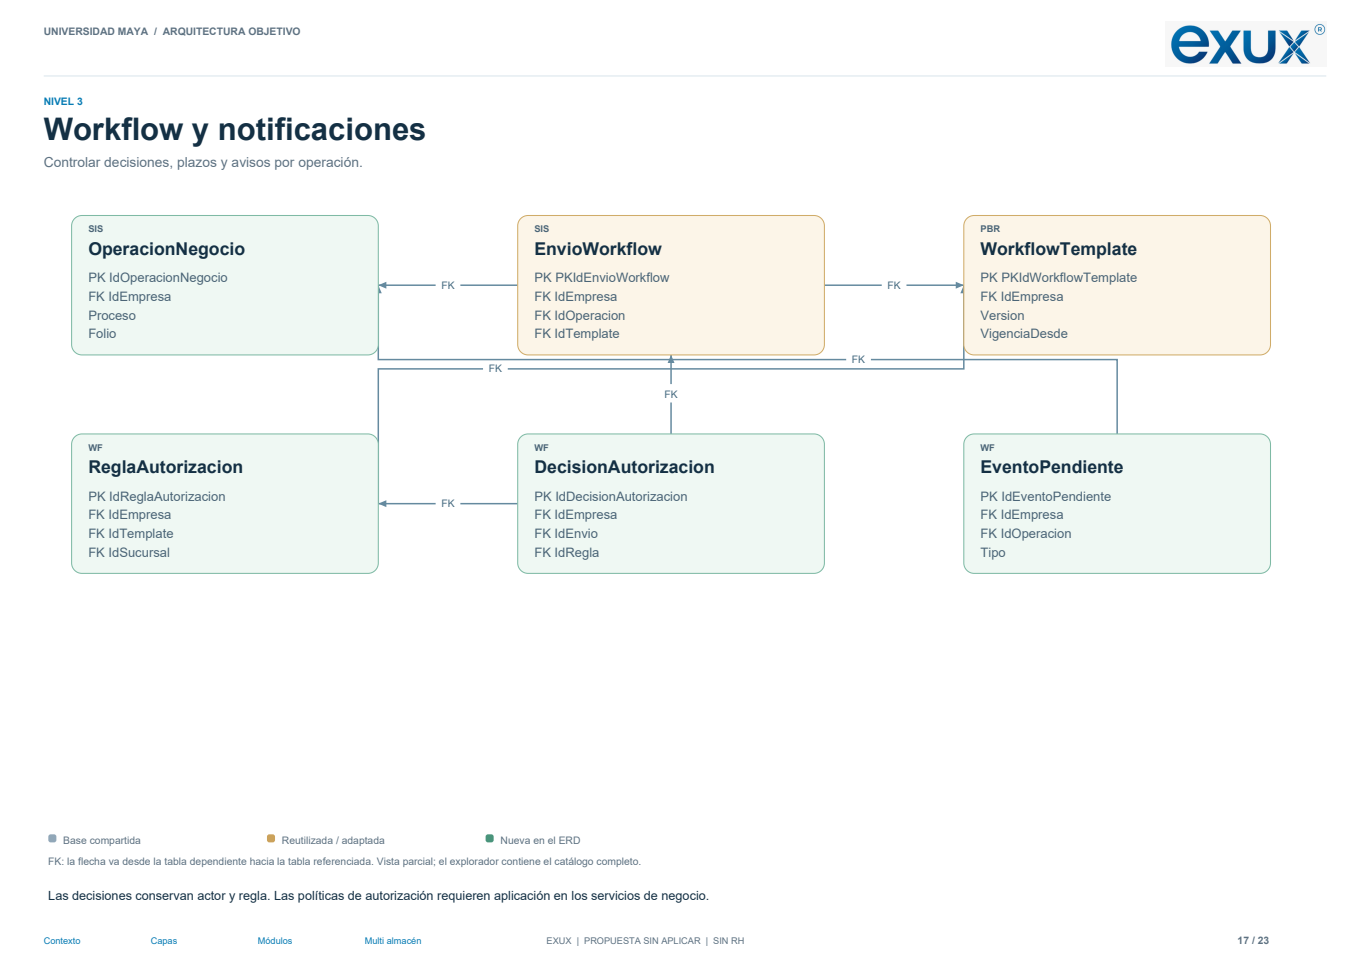 UNIVERSIDAD MAYA / ARQUITECTURA OBJETIVO
exux®
NIVEL 3
Workflow y notificaciones
Controlar decisiones, plazos y avisos por operación.
SIS
OperacionNegocio
PK IdOperacionNegocio
FK IdEmpresa
Proceso
Folio
FK
SIS
EnvioWorkflow
PK PKIdEnvioWorkflow
FK IdEmpresa
FK IdOperacion
FK IdTemplate
FK
PBR
WorkflowTemplate
PK PKIdWorkflowTemplate
FK IdEmpresa
Version
VigenciaDesde
FK
FK
FK
WF
ReglaAutorizacion
PK IdReglaAutorizacion
FK IdEmpresa
FK IdTemplate
FK IdSucursal
FK
WF
DecisionAutorizacion
PK IdDecisionAutorizacion
FK IdEmpresa
FK IdEnvio
FK IdRegla
WF
EventoPendiente
PK IdEventoPendiente
FK IdEmpresa
FK IdOperacion
Tipo
Base compartida
Reutilizada / adaptada
Nueva en el ERD
FK: la flecha va desde la tabla dependiente hacia la tabla referenciada. Vista parcial; el explorador contiene el catálogo completo.
Las decisiones conservan actor y regla. Las políticas de autorización requieren aplicación en los servicios de negocio.
Contexto
Capas
Módulos
Multi almacén
EXUX | PROPUESTA SIN APLICAR | SIN RH
17 / 23